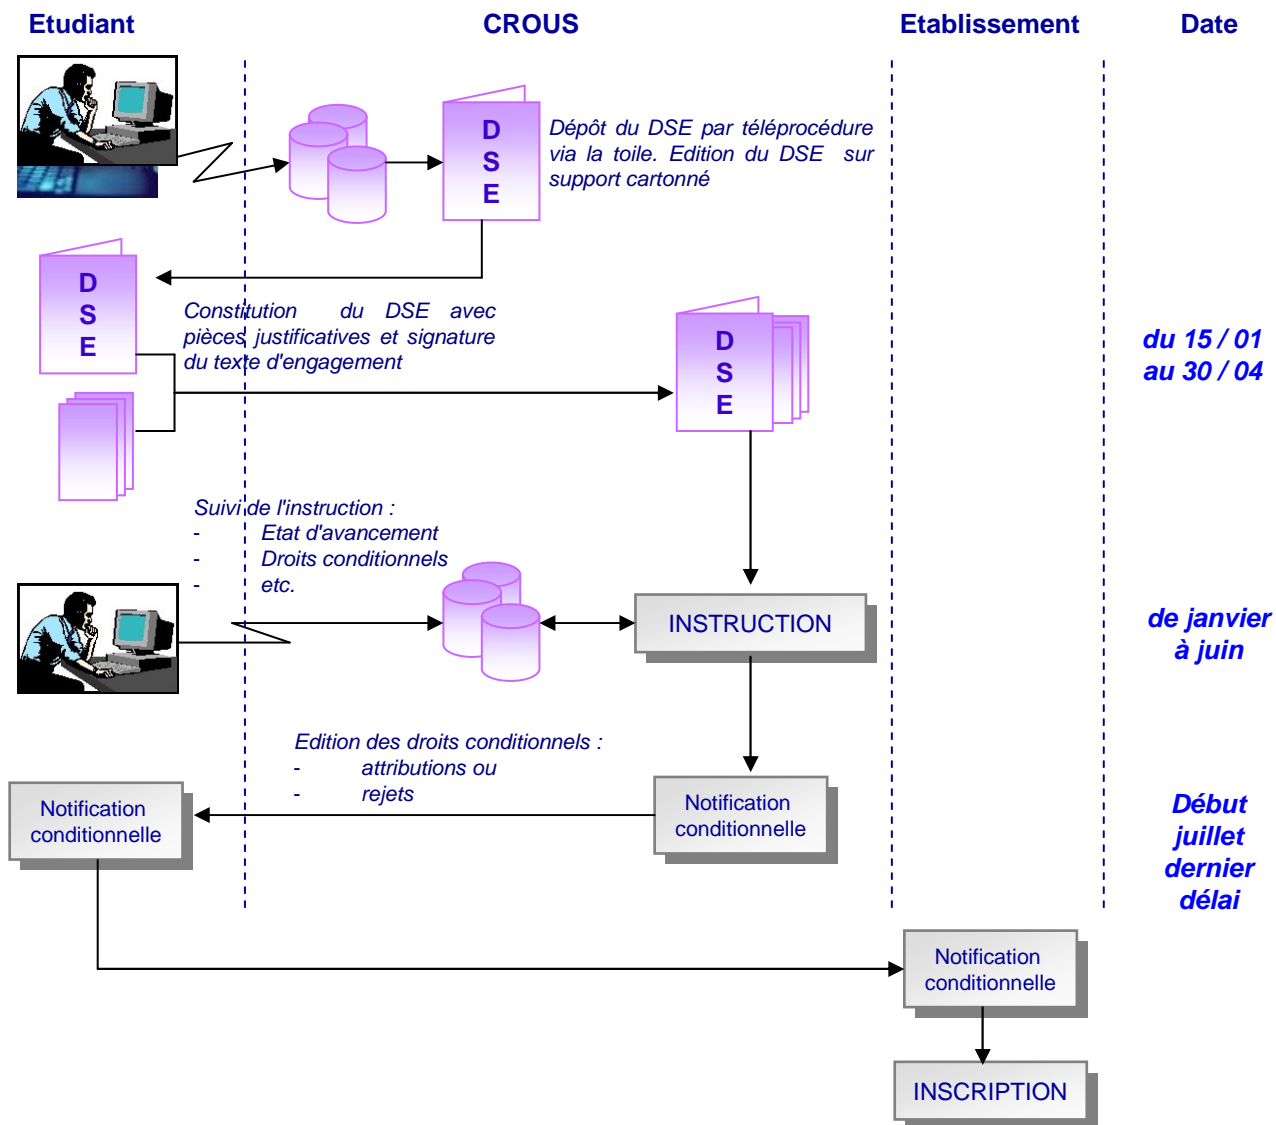 Etudiant
CROUS
Etablissement
Date
D
S
E
Dépôt du DSE par téléprocédure
via la toile. Edition du DSE sur
support cartonné
D
S
E
Constitution du DSE avec
pièces justificatives et signature
du texte d'engagement
D
S
E
du 15 / 01
au 30 / 04
Suivi de l'instruction :
- Etat d'avancement
- Droits conditionnels
- etc.
INSTRUCTION
de janvier
à juin
Edition des droits conditionnels :
- attributions ou
- rejets
Notification
conditionnelle
Notification
conditionnelle
Début
juillet
dernier
délai
Notification
conditionnelle
INSCRIPTION